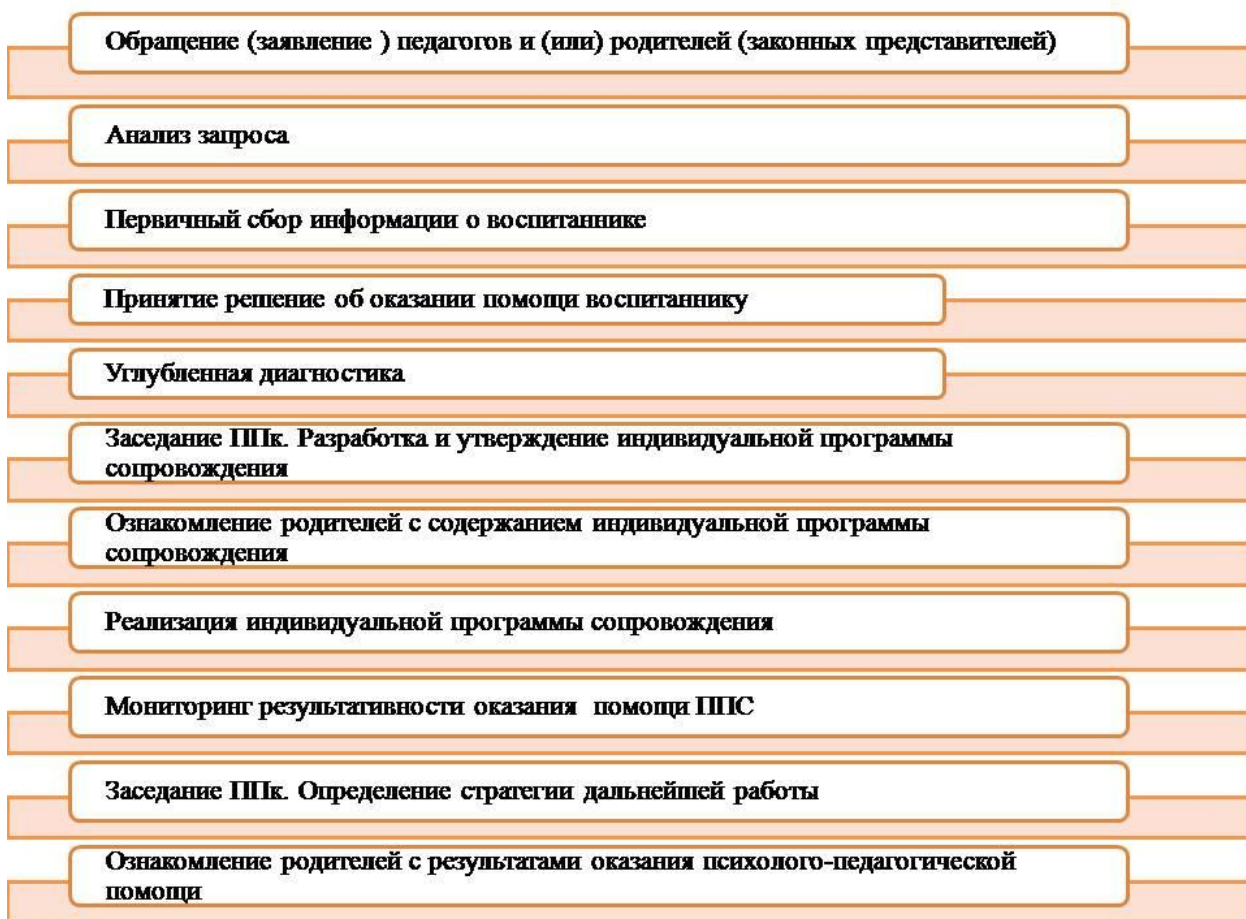 Обращение (заявление ) педагогов и (или) родителей (законных представителей)
Анализ запроса
Первичный сбор информации о воспитаннике
Принятие решение об оказании помощи воспитаннику
Углубленная диагностика
Заседание ППк. Разработка и утверждение индивидуальной программы
сопровождения
Ознакомление родителей с содержанием индивидуальной программы
сопровождения
Реализация индивидуальной программы сопровождения
Мониторинг результативности оказания помощи ППС
Заседание ППк. Определение стратегии дальнейшей работы
Ознакомление родителей с результатами оказания психолого-педагогической
помощи